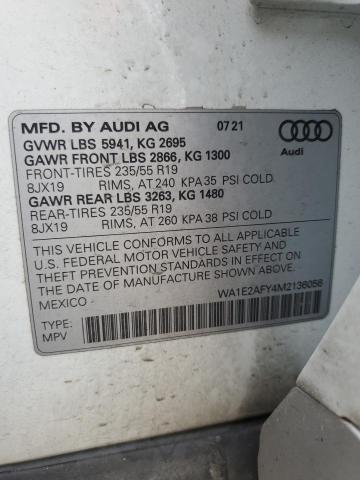 MFD. BY AUDI AG 07 21
GVWR LBS 5941, KG 2695
GAWR FRONT LBS 2866, KG 1300
FRONT-TIRES 235/55 R19
8JX19 RIMS, AT 240 KPA 35 PSI COLD
GAWR REAR LBS 3263, KG 1480
REAR-TIRES 235/55 R19
8JX19 RIMS, AT 260 KPA 38 PSI COLD
THIS VEHICLE CONFORMS TO ALL APPLICABLE
U.S. FEDERAL MOTOR VEHICLE SAFETY AND
THEFT PREVENTION STANDARDS IN EFFECT ON
THE DATE OF MANUFACTURE SHOWN ABOVE.
MEXICO
WA1E2AFY4M2136056
TYPE:
MPV
Audi